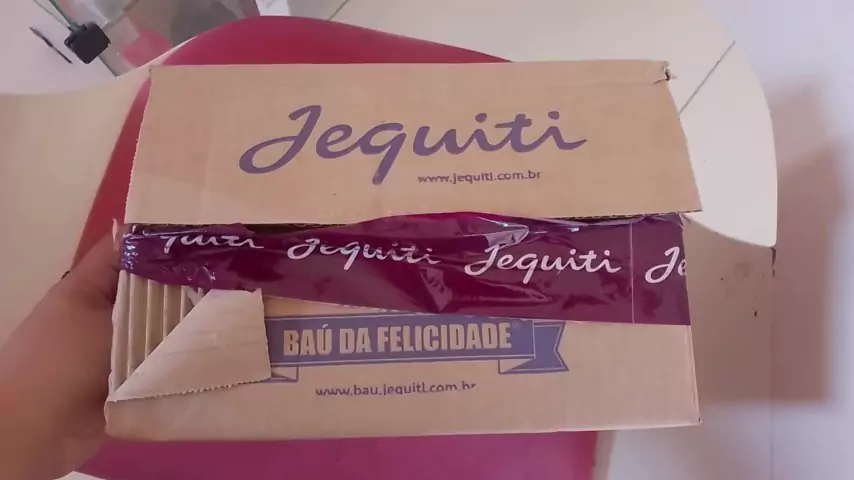 Jequiti
www.jequiti.com.br
Jequiti Jequiti
BAÚ DA FELICIDADE
www.bau.jequiti.com.br